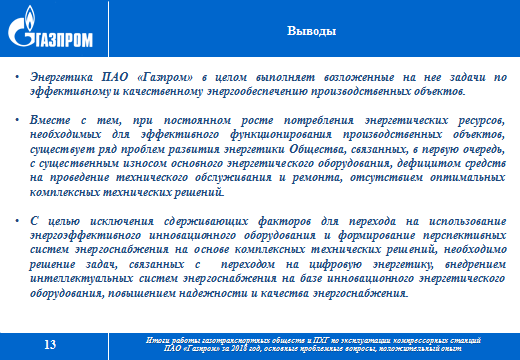 ГАЗПРОМ
Выводы
• Энергетика ПАО «Газпром» в целом выполняет возложенные на нее задачи по
эффективному и качественному энергообеспечению производственных объектов.
• Вместе с тем, при постоянном росте потребления энергетических ресурсов,
необходимых для эффективного функционирования производственных объектов,
существует ряд проблем развития энергетики Общества, связанных, в первую очередь,
с существенным износом основного энергетического оборудования, дефицитом средств
на проведение технического обслуживания и ремонта, отсутствием оптимальных
комплексных технических решений.
• С целью исключения сдерживающих факторов для перехода на использование
энергоэффективного инновационного оборудования и формирование перспективных
систем энергоснабжения на основе комплексных технических решений, необходимо
решение задач, связанных с переходом на цифровую энергетику, внедрением
интеллектуальных систем энергоснабжения на базе инновационного энергетического
оборудования, повышением надежности и качества энергоснабжения.
13
Итоги работы газотранспортных обществ и ПХГ по эксплуатации компрессорных станций
ПАО «Газпром» за 2018 год, основные проблемные вопросы, положительный опыт